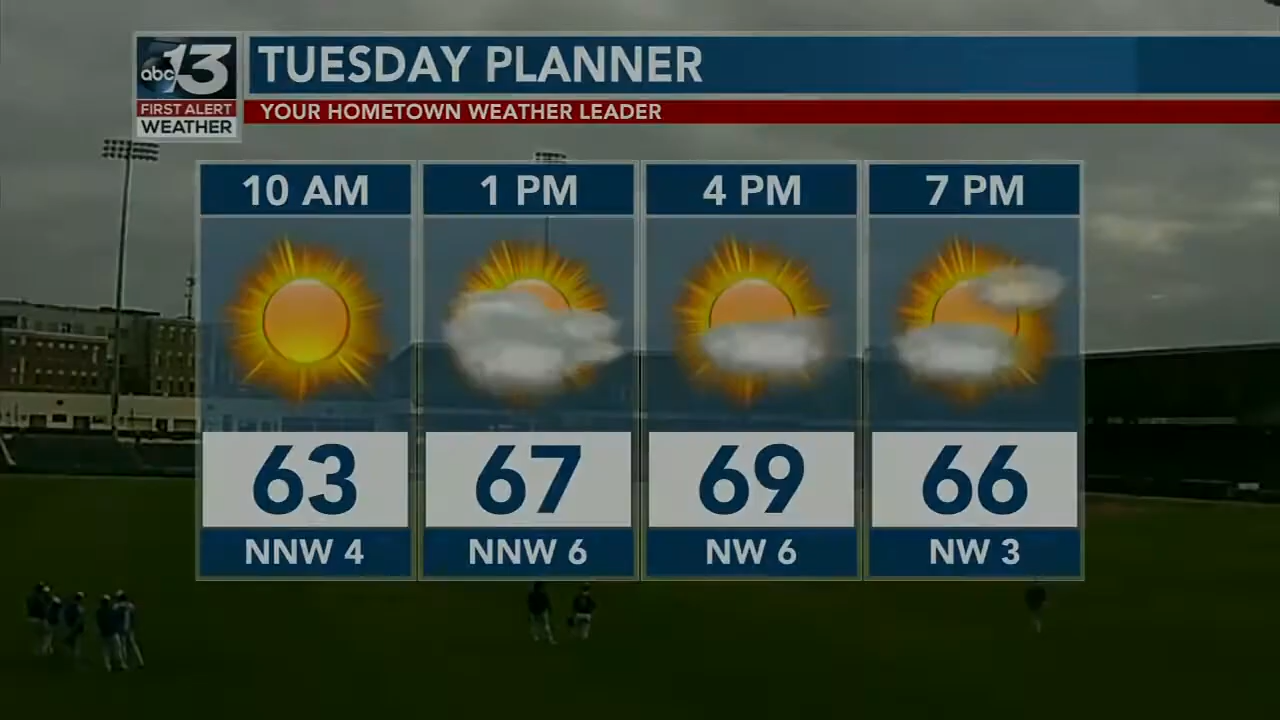 abc 13
FIRST ALERT
WEATHER
TUESDAY PLANNER
YOUR HOMETOWN WEATHER LEADER
10 AM 1 PM 4 PM 7 PM
63 67 69 66
NNW 4 NNW 6 NW 6 NW 3